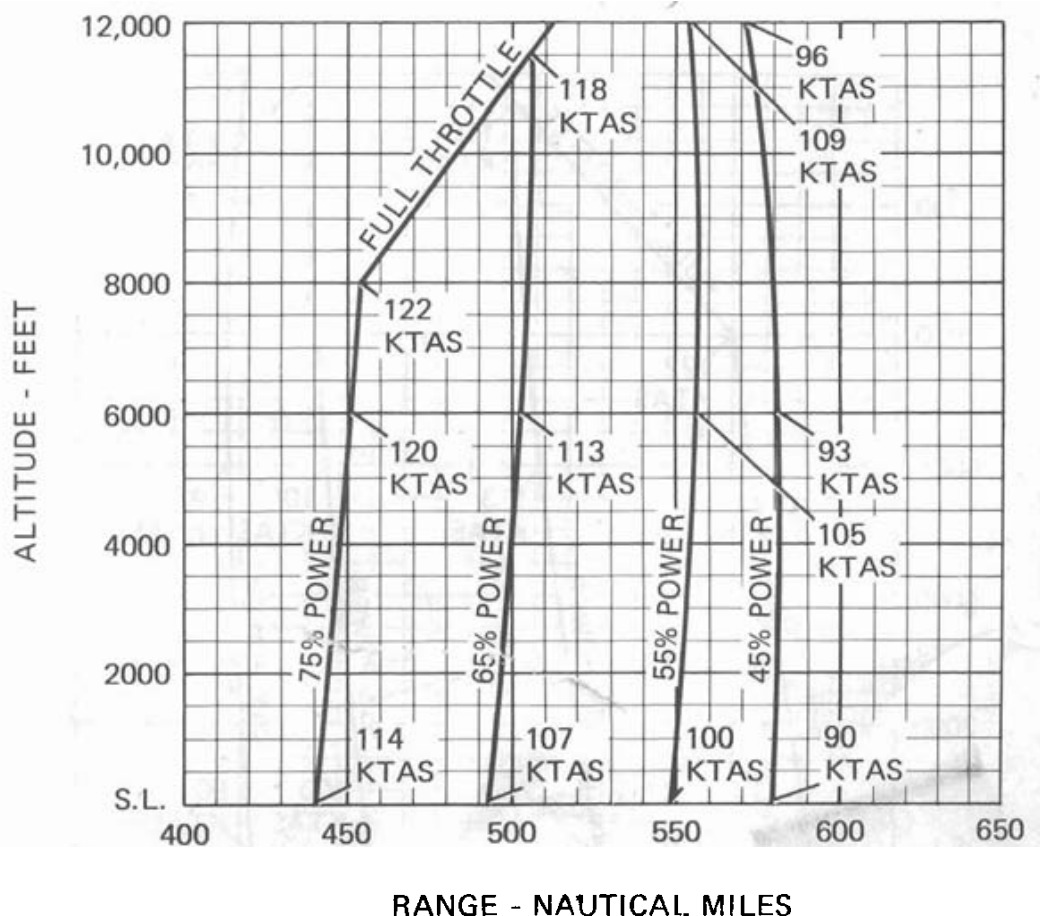 12,000
10,000
8000
6000
4000
2000
S.L.
ALTITUDE - FEET
FULL THROTTLE
118
KTAS
96
KTAS
109
KTAS
122
KTAS
120
KTAS
113
KTAS
93
KTAS
105
KTAS
75% POWER
65% POWER
55% POWER
45% POWER
114
KTAS
107
KTAS
100
KTAS
90
KTAS
400
450
500
550
600
650
RANGE - NAUTICAL MILES